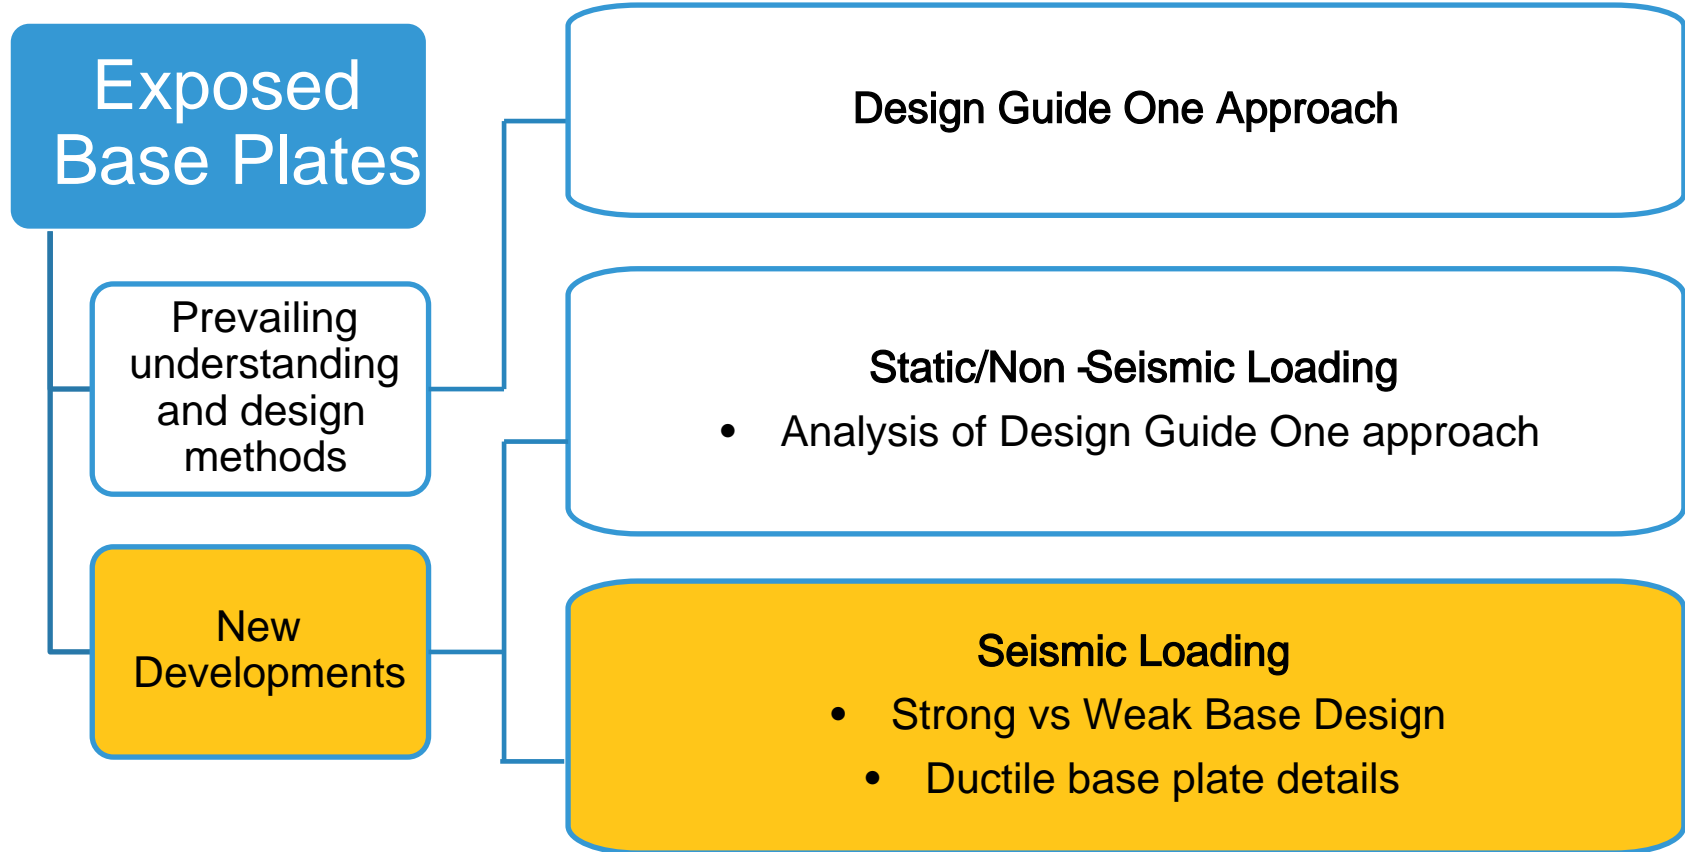 Exposed
Base Plates
Prevailing
understanding
and design
methods
New
Developments
Design Guide One Approach
Static/Non -Seismic Loading
• Analysis of Design Guide One approach
Seismic Loading
• Strong vs Weak Base Design
• Ductile base plate details